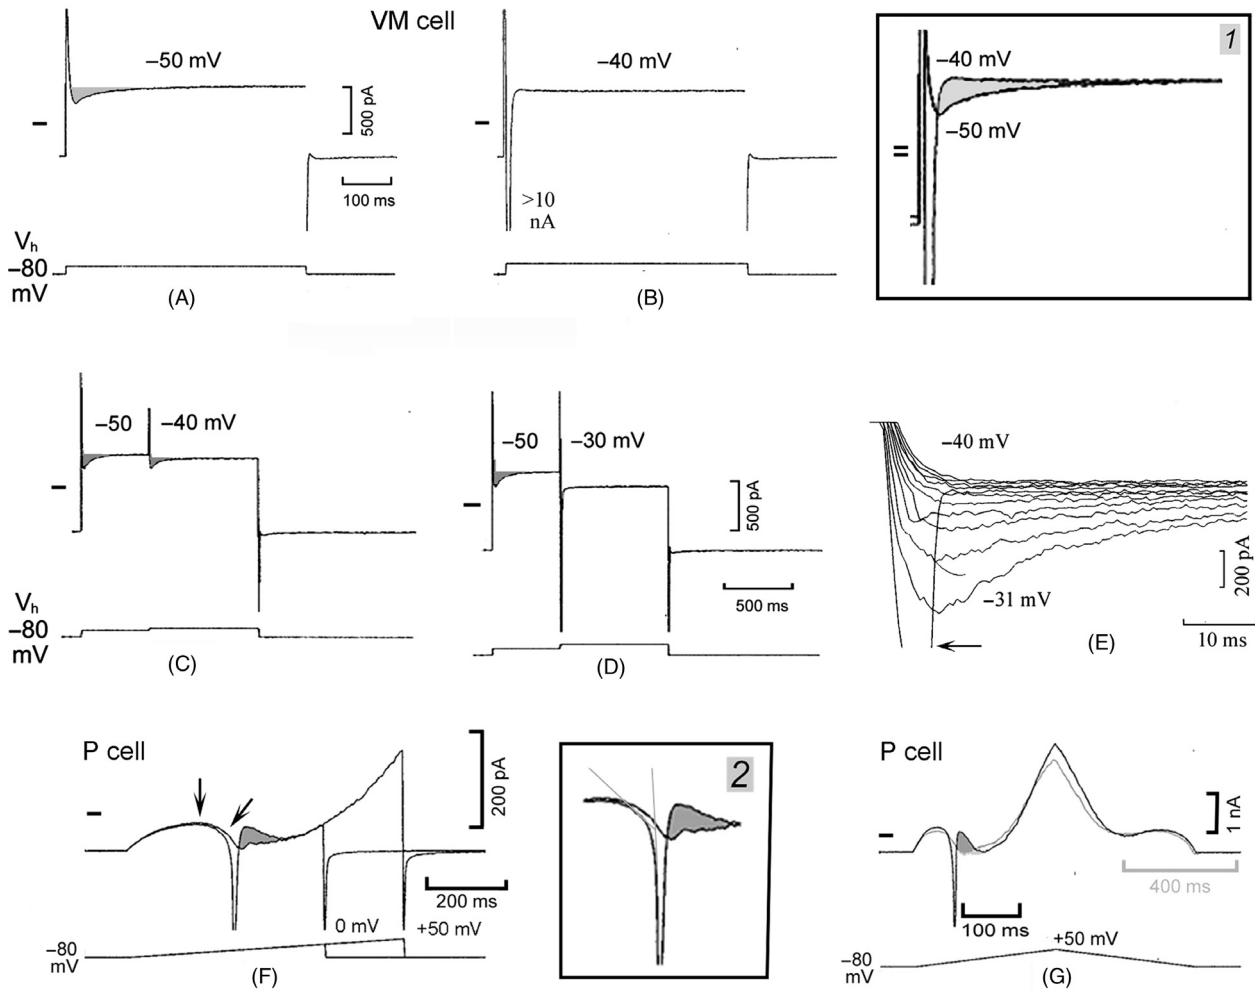 VM cell
−50 mV
500 pA
100 ms
Vₕ
−80
mV
(A)
−40 mV
>10
nA
(B)
1
−40 mV
−50 mV
−50
−40 mV
Vₕ
−80
mV
(C)
−50
−30 mV
500 pA
500 ms
(D)
−40 mV
−31 mV
200 pA
10 ms
(E)
P cell
200 pA
200 ms
0 mV
+50 mV
−80
mV
(F)
2
P cell
1 nA
400 ms
100 ms
+50 mV
−80
mV
(G)